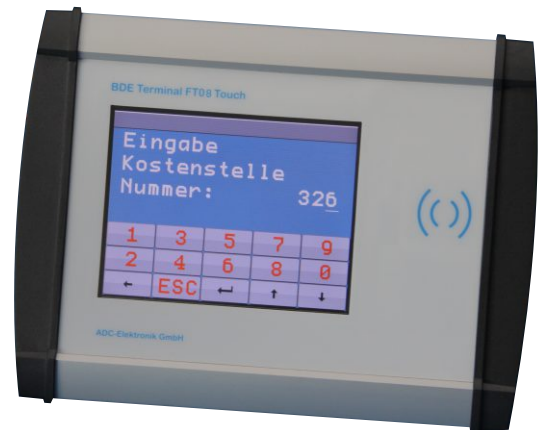 BDE Terminal FT08 Touch
Eingabe
Kostenstelle
Nummer: 326
1 3 5 7 9
2 4 6 8 0
← ESC ↵ ↑ ↓
ADC-Elektronik GmbH